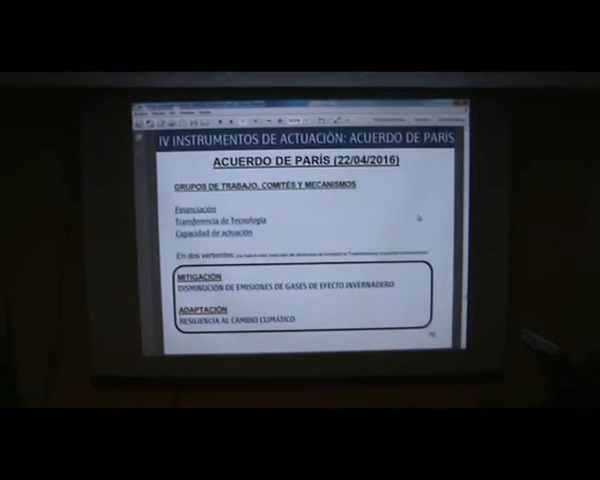 IV INSTRUMENTOS DE ACTUACIÓN: ACUERDO DE PARÍS
ACUERDO DE PARÍS (22/04/2016)
GRUPOS DE TRABAJO, COMITÉS Y MECANISMOS
Financiación
Transferencia de Tecnología
Capacidad de actuación
En dos vertientes
MITIGACIÓN
DISMINUCIÓN DE EMISIONES DE GASES DE EFECTO INVERNADERO
ADAPTACIÓN
RESILIENCIA AL CAMBIO CLIMÁTICO